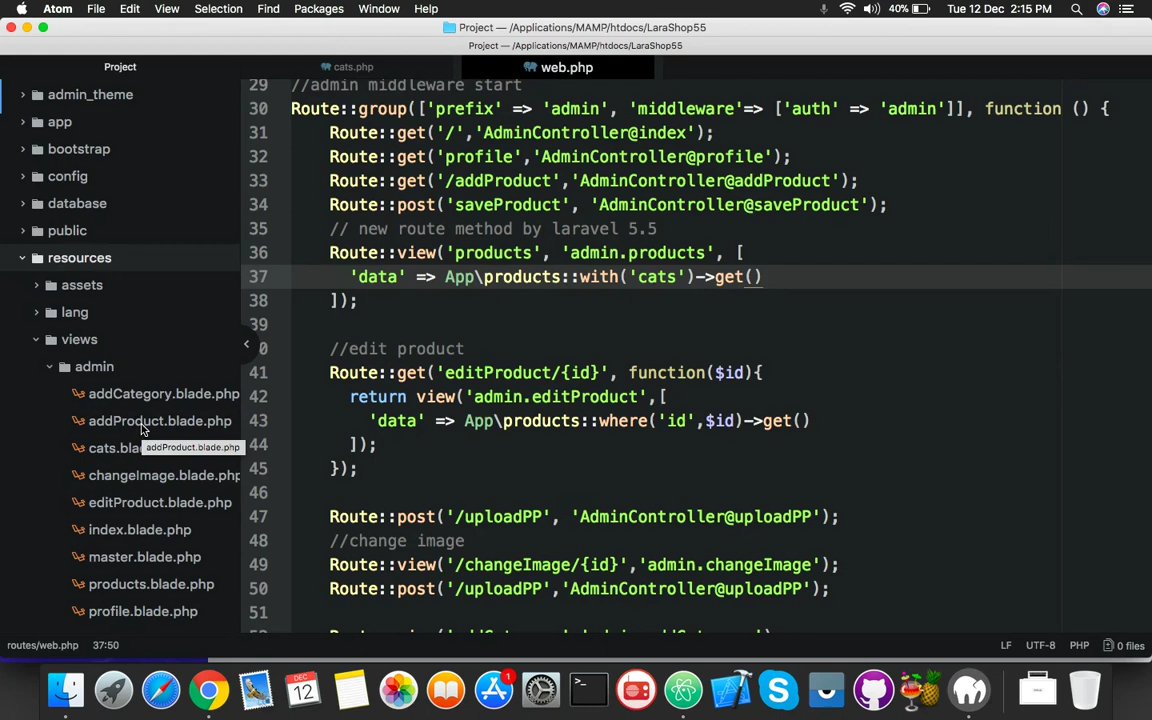 Atom File Edit View Selection Find Packages Window Help 40% Tue 12 Dec 2:15 PM
Project — /Applications/MAMP/htdocs/LaraShop55
Project — /Applications/MAMP/htdocs/LaraShop55
Project
cats.php
web.php
admin_theme
app
bootstrap
config
database
public
resources
assets
lang
views
admin
addCategory.blade.php
addProduct.blade.php
cats.bla
addProduct.blade.php
changeImage.blade.php
editProduct.blade.php
index.blade.php
master.blade.php
products.blade.php
profile.blade.php
29 //admin middleware start
30 Route::group(['prefix' => 'admin', 'middleware'=> ['auth' => 'admin']], function () {
31 Route::get('/','AdminController@index');
32 Route::get('profile','AdminController@profile');
33 Route::get('/addProduct','AdminController@addProduct');
34 Route::post('saveProduct', 'AdminController@saveProduct');
35 // new route method by laravel 5.5
36 Route::view('products', 'admin.products', [
37 'data' => App\products::with('cats')->get()
38 ]);
39
40 //edit product
41 Route::get('editProduct/{id}', function($id){
42 return view('admin.editProduct',[
43 'data' => App\products::where('id',$id)->get()
44 ]);
45 });
46
47 Route::post('/uploadPP', 'AdminController@uploadPP');
48 //change image
49 Route::view('/changeImage/{id}','admin.changeImage');
50 Route::post('/uploadPP','AdminController@uploadPP');
51
routes/web.php 37:50 LF UTF-8 PHP 0 files
DEC
12
1